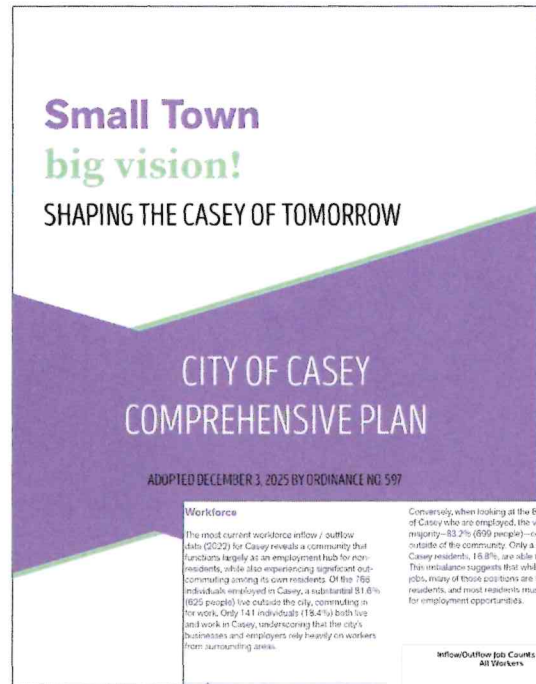 Small Town
big vision!
SHAPING THE CASEY OF TOMORROW
CITY OF CASEY
COMPREHENSIVE PLAN
ADOPTED DECEMBER 3, 2025 BY ORDINANCE NO. 597
Workforce
The most current workforce inflow / outflow
data (2022) for Casey reveals a community that
functions largely as an employment hub for non-
residents, while also experiencing significant out-
commuting among its own residents. Of the 766
individuals employed in Casey, a substantial 81.6%
(625 people) live outside the city, commuting in
for work. Only 141 individuals (18.4%) both live
and work in Casey, underscoring that the city's
businesses and employers rely heavily on workers
from surrounding areas.
Conversely, when looking at the
of Casey who are employed, the
majority—83.2% (699 people)—
outside of the community. Only a
Casey residents, 16.8%, are able
This imbalance suggests that whil
jobs, many of those positions are
residents, and most residents mus
for employment opportunities.
Inflow/Outflow Job Counts
All Workers